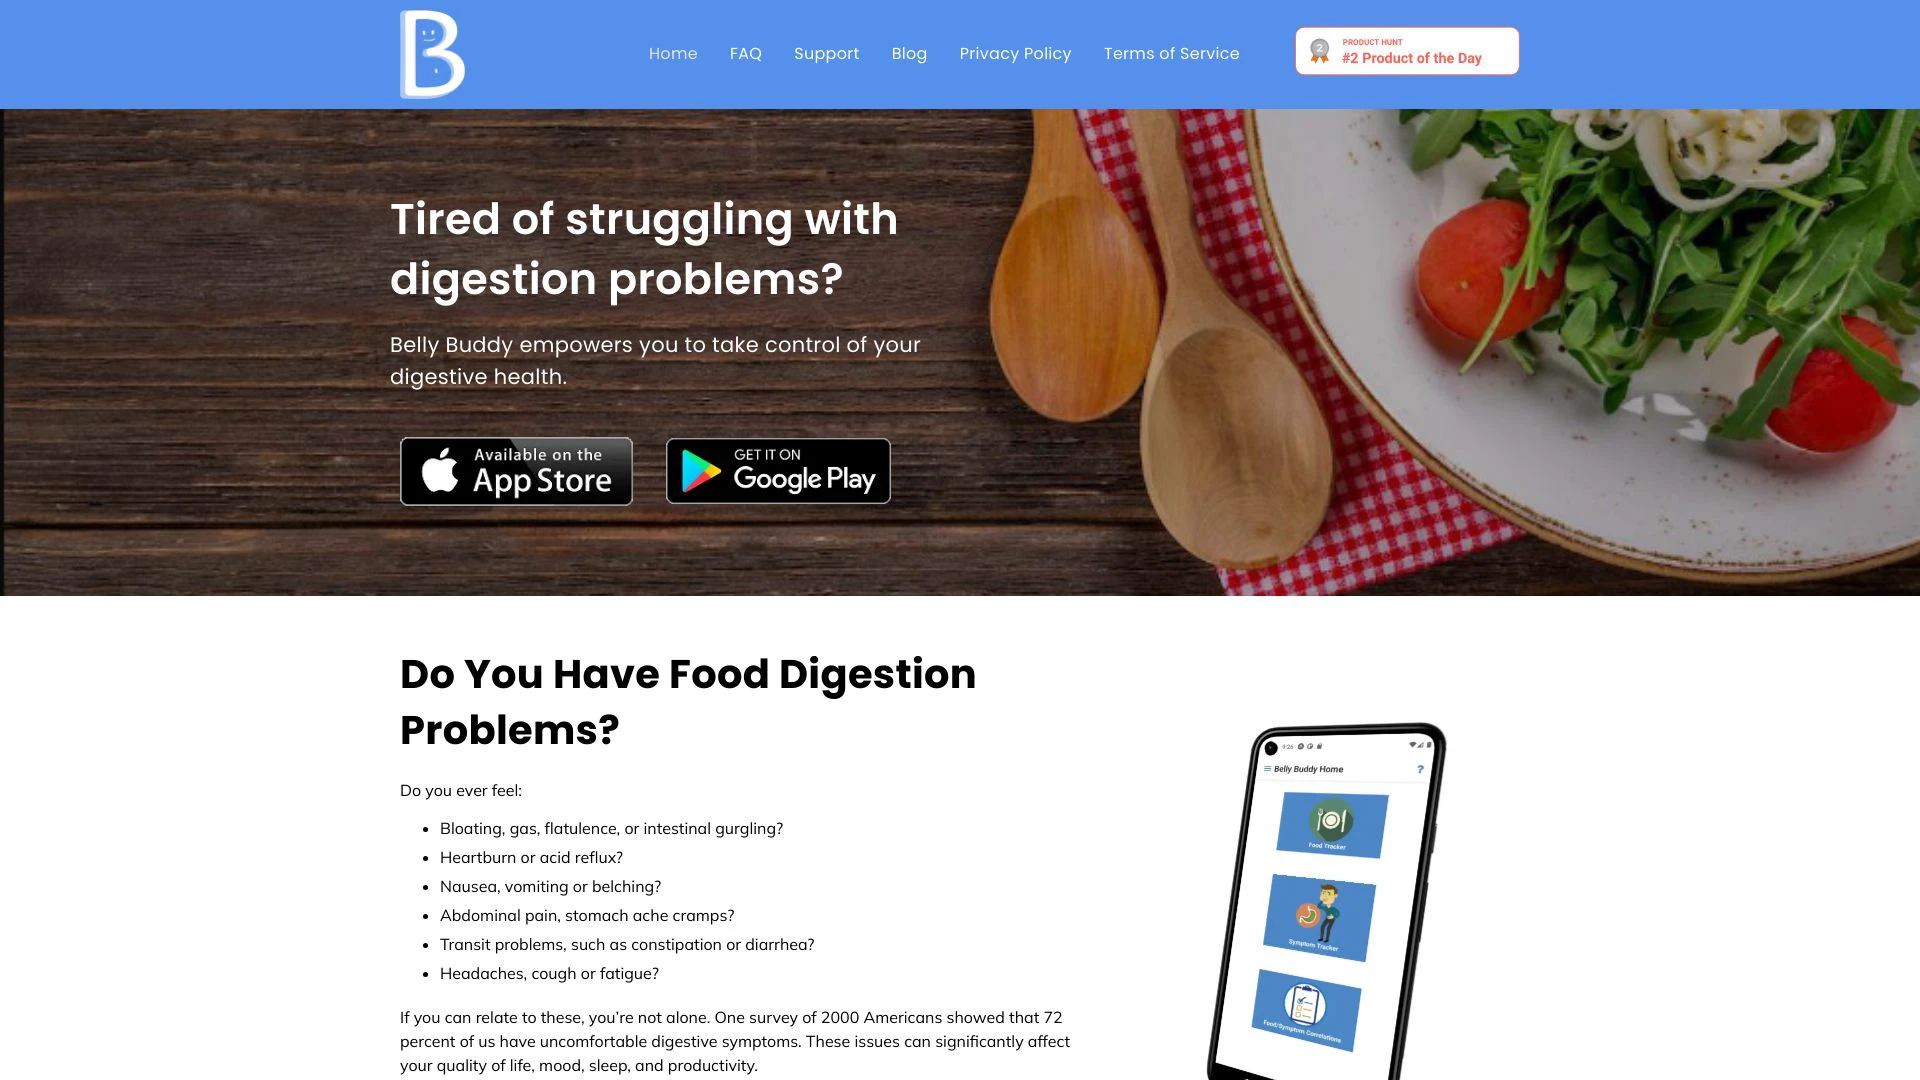 B
Home FAQ Support Blog Privacy Policy Terms of Service
2
PRODUCT HUNT
#2 Product of the Day
Tired of struggling with
digestion problems?
Belly Buddy empowers you to take control of your
digestive health.
Available on the
App Store
GET IT ON
Google Play
Do You Have Food Digestion
Problems?
Do you ever feel:
• Bloating, gas, flatulence, or intestinal gurgling?
• Heartburn or acid reflux?
• Nausea, vomiting or belching?
• Abdominal pain, stomach ache cramps?
• Transit problems, such as constipation or diarrhea?
• Headaches, cough or fatigue?
If you can relate to these, you’re not alone. One survey of 2000 Americans showed that 72
percent of us have uncomfortable digestive symptoms. These issues can significantly affect
your quality of life, mood, sleep, and productivity.
9:26
Belly Buddy Home ?
Food Tracker
Symptom Tracker
Food/Symptom Correlations